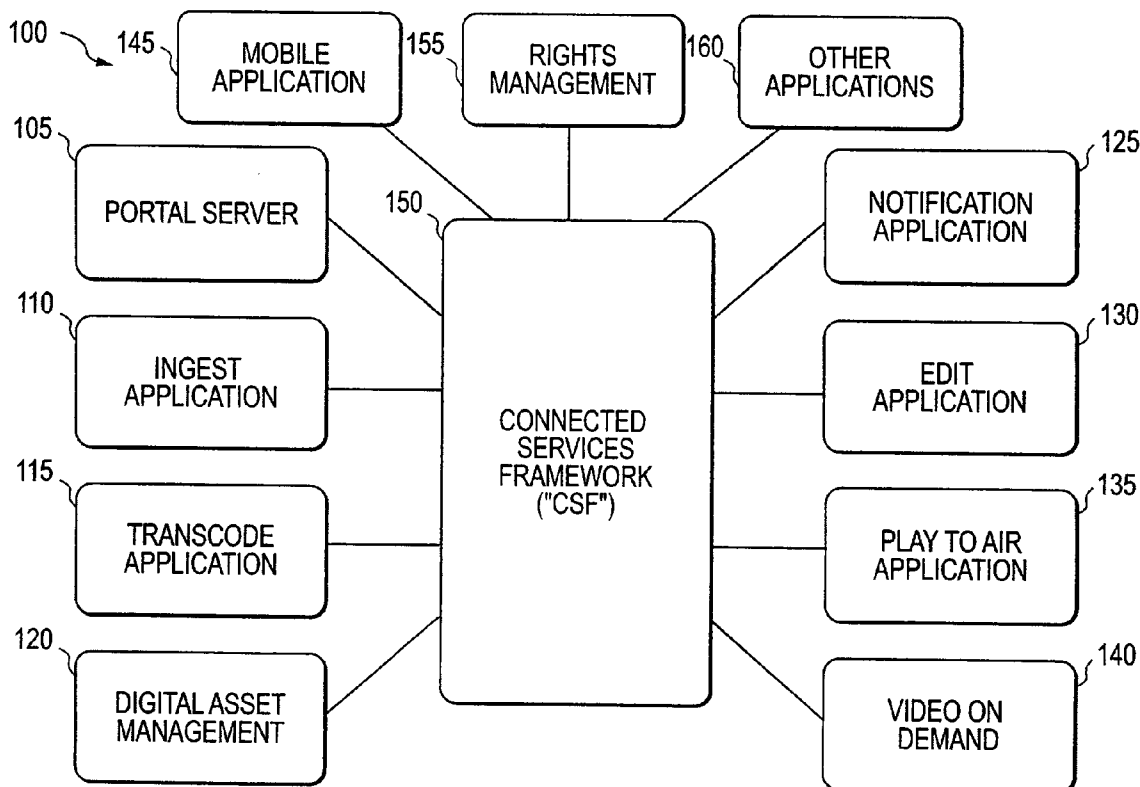 100
145
MOBILE
APPLICATION
155
RIGHTS
MANAGEMENT
160
OTHER
APPLICATIONS
105
PORTAL SERVER
110
INGEST
APPLICATION
115
TRANSCODE
APPLICATION
120
DIGITAL ASSET
MANAGEMENT
150
CONNECTED
SERVICES
FRAMEWORK
("CSF")
125
NOTIFICATION
APPLICATION
130
EDIT
APPLICATION
135
PLAY TO AIR
APPLICATION
140
VIDEO ON
DEMAND